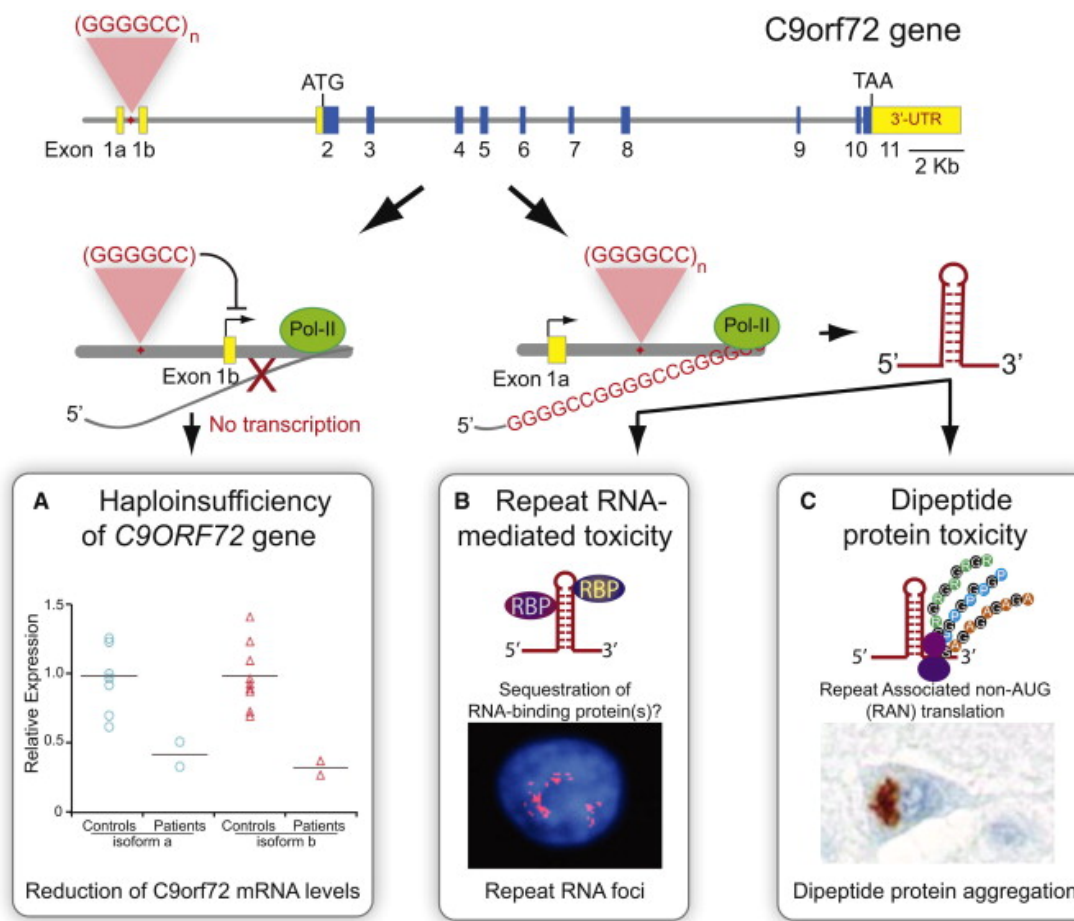 (GGGGCC)n
C9orf72 gene
ATG
TAA
3'-UTR
Exon 1a 1b 2 3 4 5 6 7 8 9 10 11
2 Kb
(GGGGCC)
Pol-II
Exon 1b
X
5'
No transcription
(GGGGCC)n
Pol-II
Exon 1a
5'
GGGGCCGGGGCCGGGG
5' 3'
A Haploinsufficiency
of C9ORF72 gene
Relative Expression
1.5
1.0
0.5
0
Controls Patients Controls Patients
isoform a isoform b
Reduction of C9orf72 mRNA levels
B Repeat RNA-
mediated toxicity
RBP RBP
5' 3'
Sequestration of
RNA-binding protein(s)?
Repeat RNA foci
C Dipeptide
protein toxicity
5' 3'
Repeat Associated non-AUG
(RAN) translation
Dipeptide protein aggregation